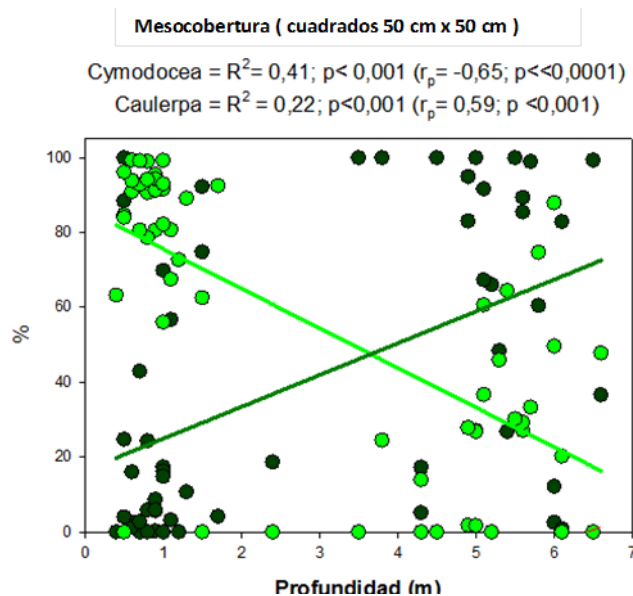 Mesocobertura ( cuadrados 50 cm x 50 cm )
Cymodocea = R²= 0,41; p< 0,001 (rp= -0,65; p<<0,0001)
Caulerpa = R² = 0,22; p<0,001 (rp= 0,59; p <0,001)
100
80
60
40
20
0
%
0 1 2 3 4 5 6 7
Profundidad (m)